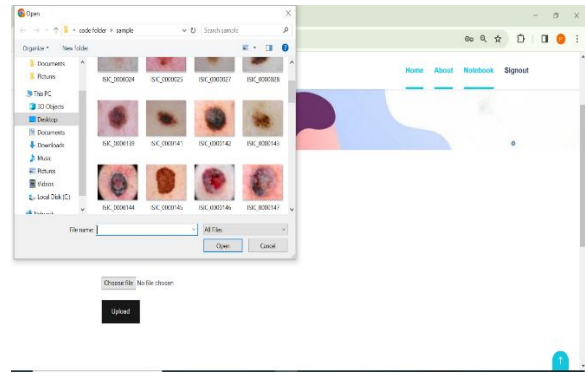 Open
code folder > sample
Search sample
Organize
New folder
Documents
Pictures
This PC
3D Objects
Desktop
Documents
Downloads
Music
Pictures
Videos
Local Disk (C)
ISIC_0000024
ISIC_0000025
ISIC_0000027
ISIC_0000028
ISIC_0000139
ISIC_0000141
ISIC_0000142
ISIC_0000143
ISIC_0000144
ISIC_0000145
ISIC_0000146
ISIC_0000147
File name:
All Files
Open
Cancel
Home About Notebook Signout
Choose file No file chosen
Upload